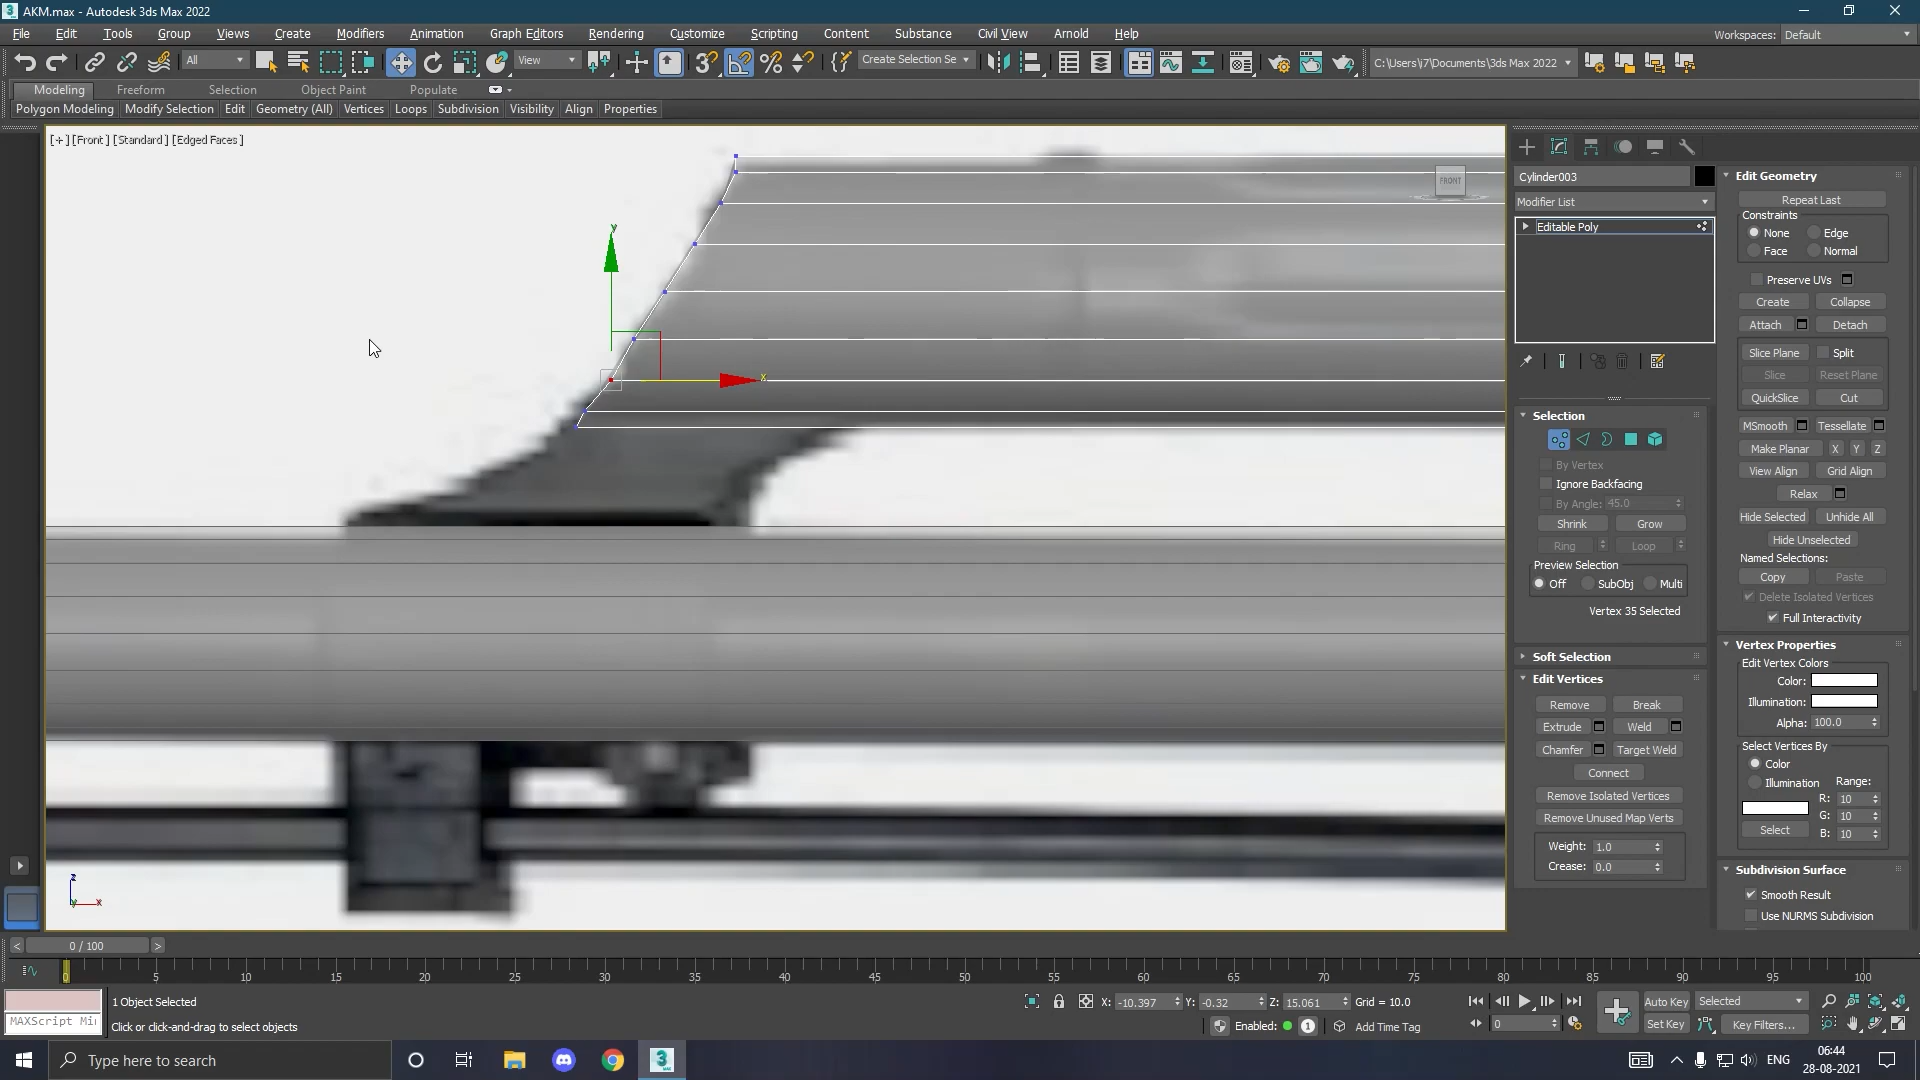 AKM.max - Autodesk 3ds Max 2022
File Edit Tools Group Views Create Modifiers Animation Graph Editors Rendering Customize Scripting Content Substance Civil View Arnold Help
Workspaces: Default
All View Create Selection Se C:\Users\i7\Documents\3ds Max 2022
Modeling Freeform Selection Object Paint Populate
Polygon Modeling Modify Selection Edit Geometry (All) Vertices Loops Subdivision Visibility Align Properties
[+] [Front] [Standard] [Edged Faces]
FRONT
y
x
z
x
Cylinder003
Modifier List
Editable Poly
Selection
By Vertex
Ignore Backfacing
By Angle: 45.0
Shrink Grow
Ring Loop
Preview Selection
Off SubObj Multi
Vertex 35 Selected
Soft Selection
Edit Vertices
Remove Break
Extrude Weld
Chamfer Target Weld
Connect
Remove Isolated Vertices
Remove Unused Map Verts
Weight: 1.0
Crease: 0.0
Edit Geometry
Repeat Last
Constraints
None Edge
Face Normal
Preserve UVs
Create Collapse
Attach Detach
Slice Plane Split
Slice Reset Plane
QuickSlice Cut
MSmooth Tessellate
Make Planar X Y Z
View Align Grid Align
Relax
Hide Selected Unhide All
Hide Unselected
Named Selections:
Copy Paste
Delete Isolated Vertices
Full Interactivity
Vertex Properties
Edit Vertex Colors
Color:
Illumination:
Alpha: 100.0
Select Vertices By
Color
Illumination Range:
R: 10
G: 10
Select B: 10
Subdivision Surface
Smooth Result
Use NURMS Subdivision
< 0 / 100 >
0 5 10 15 20 25 30 35 40 45 50 55 60 65 70 75 80 85 90 95 100
1 Object Selected X: -10.397 Y: -0.32 Z: 15.061 Grid = 10.0 Auto Key Selected
MAXScript Mi Click or click-and-drag to select objects Enabled: 1 Add Time Tag 0 Set Key Key Filters...
Type here to search
ENG 06:44
28-08-2021